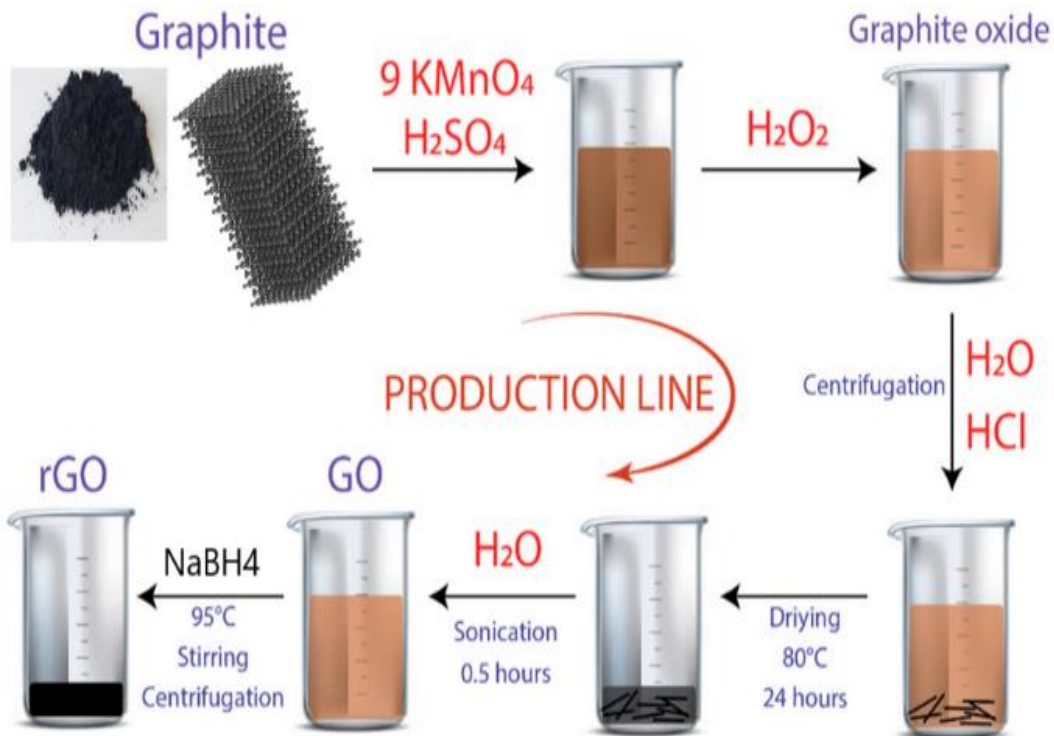 Graphite
9 KMnO₄
H₂SO₄
H₂O₂
Graphite oxide
Centrifugation
H₂O
HCl
PRODUCTION LINE
Driying
80°C
24 hours
H₂O
Sonication
0.5 hours
GO
NaBH4
95°C
Stirring
Centrifugation
rGO